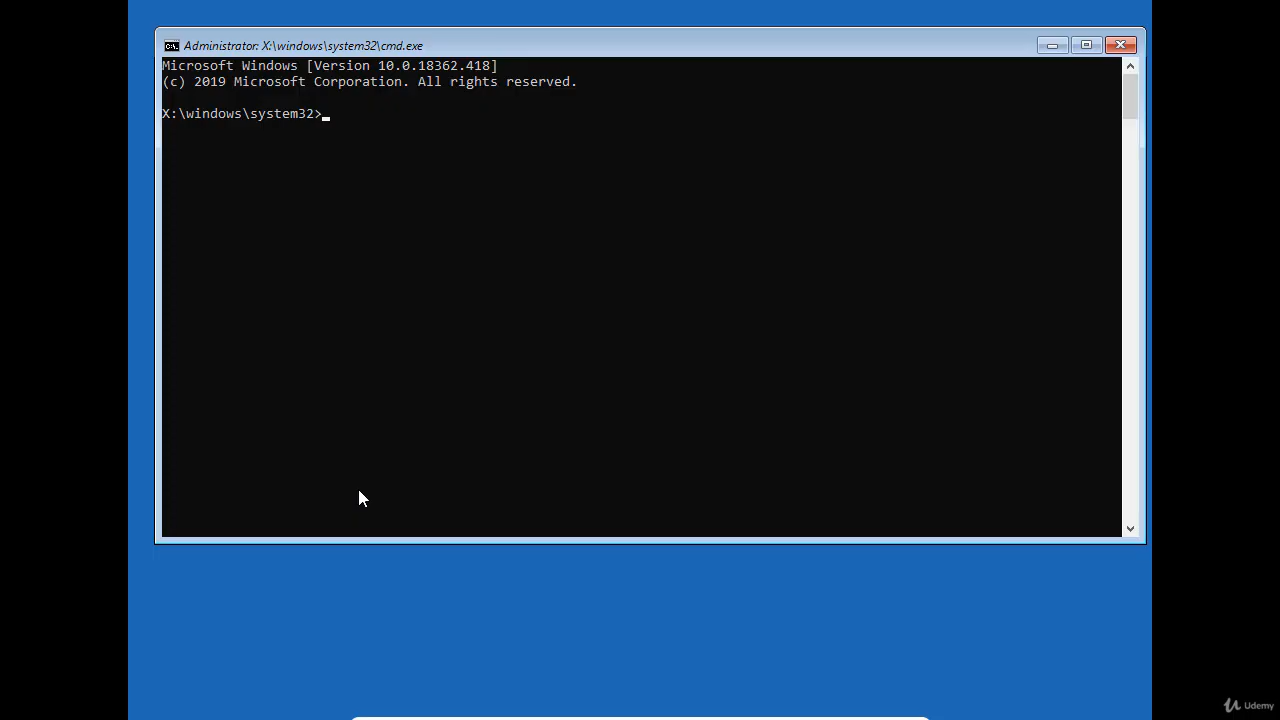 Administrator: X:\windows\system32\cmd.exe
Microsoft Windows [Version 10.0.18362.418]
(c) 2019 Microsoft Corporation. All rights reserved.
X:\windows\system32>
Udemy